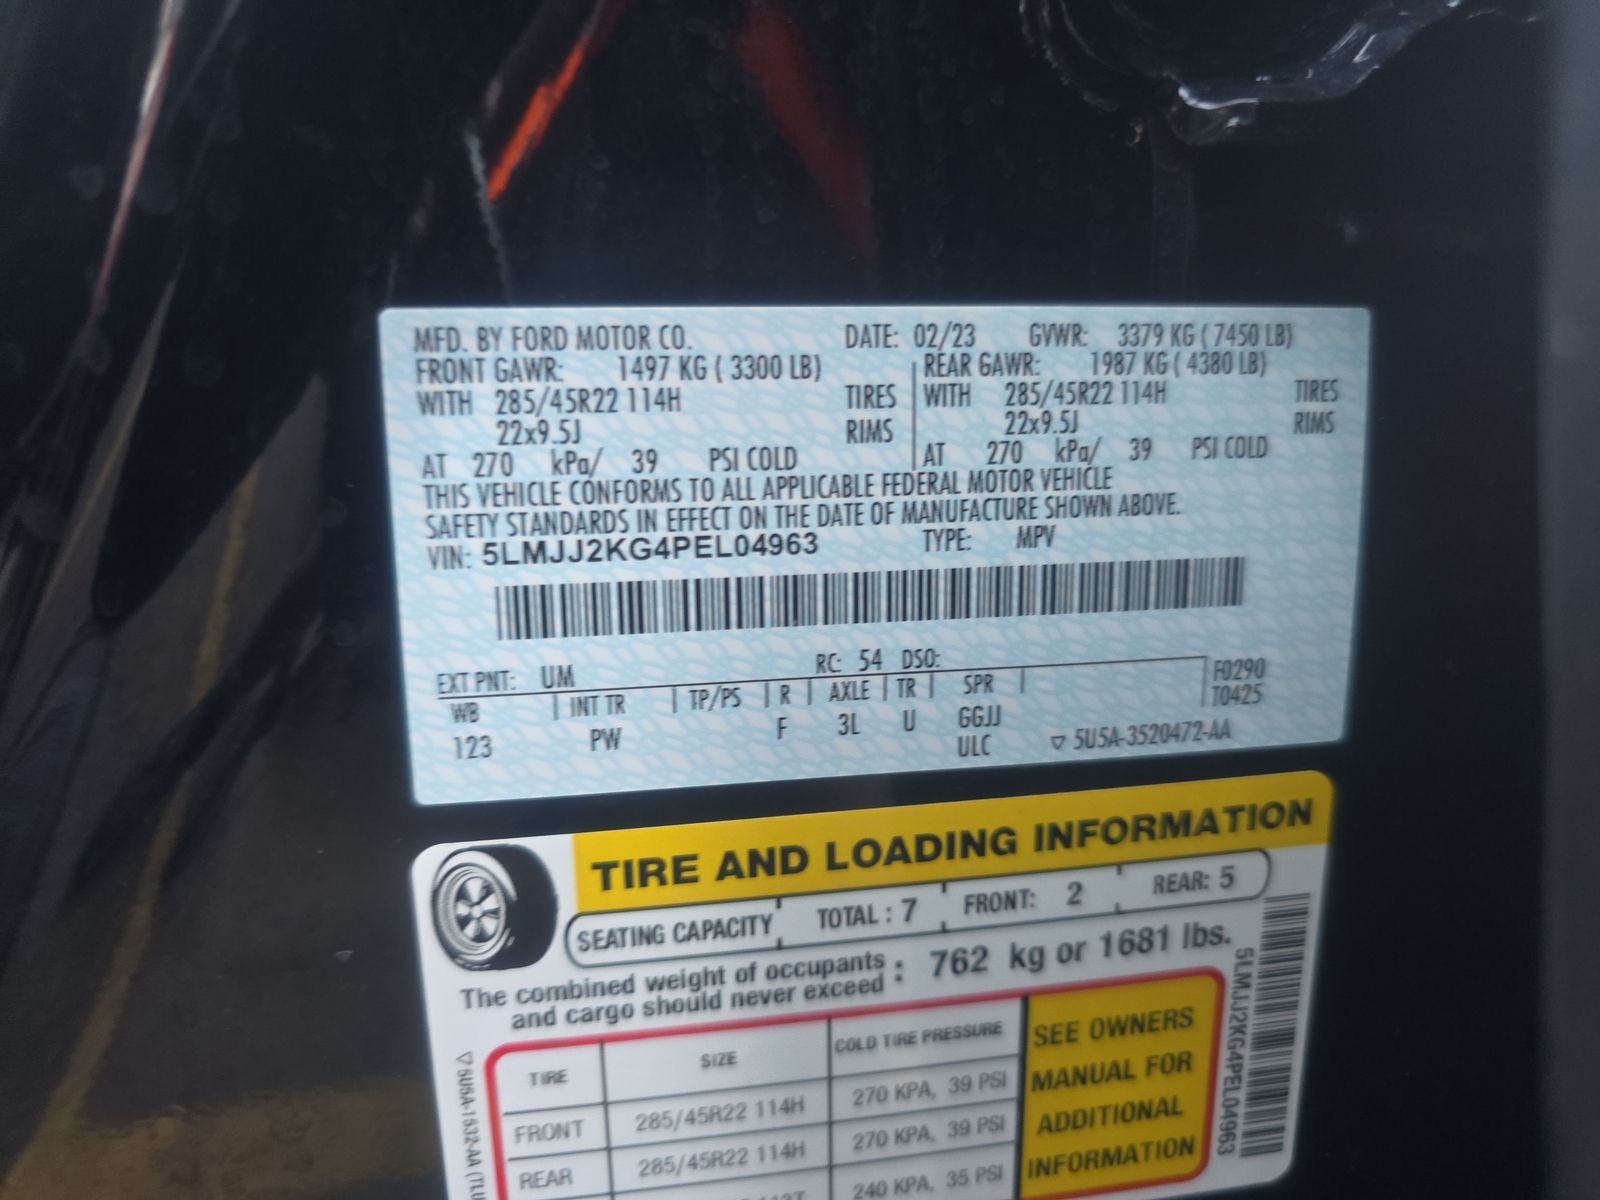 MFD. BY FORD MOTOR CO. DATE: 02/23 GVWR: 3379 KG ( 7450 LB)
FRONT GAWR: 1497 KG ( 3300 LB) REAR GAWR: 1987 KG ( 4380 LB)
WITH 285/45R22 114H TIRES WITH 285/45R22 114H TIRES
22x9.5J RIMS 22x9.5J RIMS
AT 270 kPa/ 39 PSI COLD AT 270 kPa/ 39 PSI COLD
THIS VEHICLE CONFORMS TO ALL APPLICABLE FEDERAL MOTOR VEHICLE
SAFETY STANDARDS IN EFFECT ON THE DATE OF MANUFACTURE SHOWN ABOVE.
VIN: 5LMJJ2KG4PEL04963 TYPE: MPV
EXT PNT: UM RC: 54 DSO:
WB INT TR TP/PS R AXLE TR SPR F0290
T0425
123 PW F 3L U GGJJ
ULC ▽ 5U5A-3520472-AA
TIRE AND LOADING INFORMATION
SEATING CAPACITY TOTAL : 7 FRONT: 2 REAR: 5
The combined weight of occupants
and cargo should never exceed : 762 kg or 1681 lbs.
TIRE SIZE COLD TIRE PRESSURE
FRONT 285/45R22 114H 270 KPA, 39 PSI
REAR 285/45R22 114H 270 KPA, 39 PSI
240 KPA, 35 PSI
SEE OWNERS
MANUAL FOR
ADDITIONAL
INFORMATION
5LMJJ2KG4PEL04963
▽ 5U5A-1532-AA